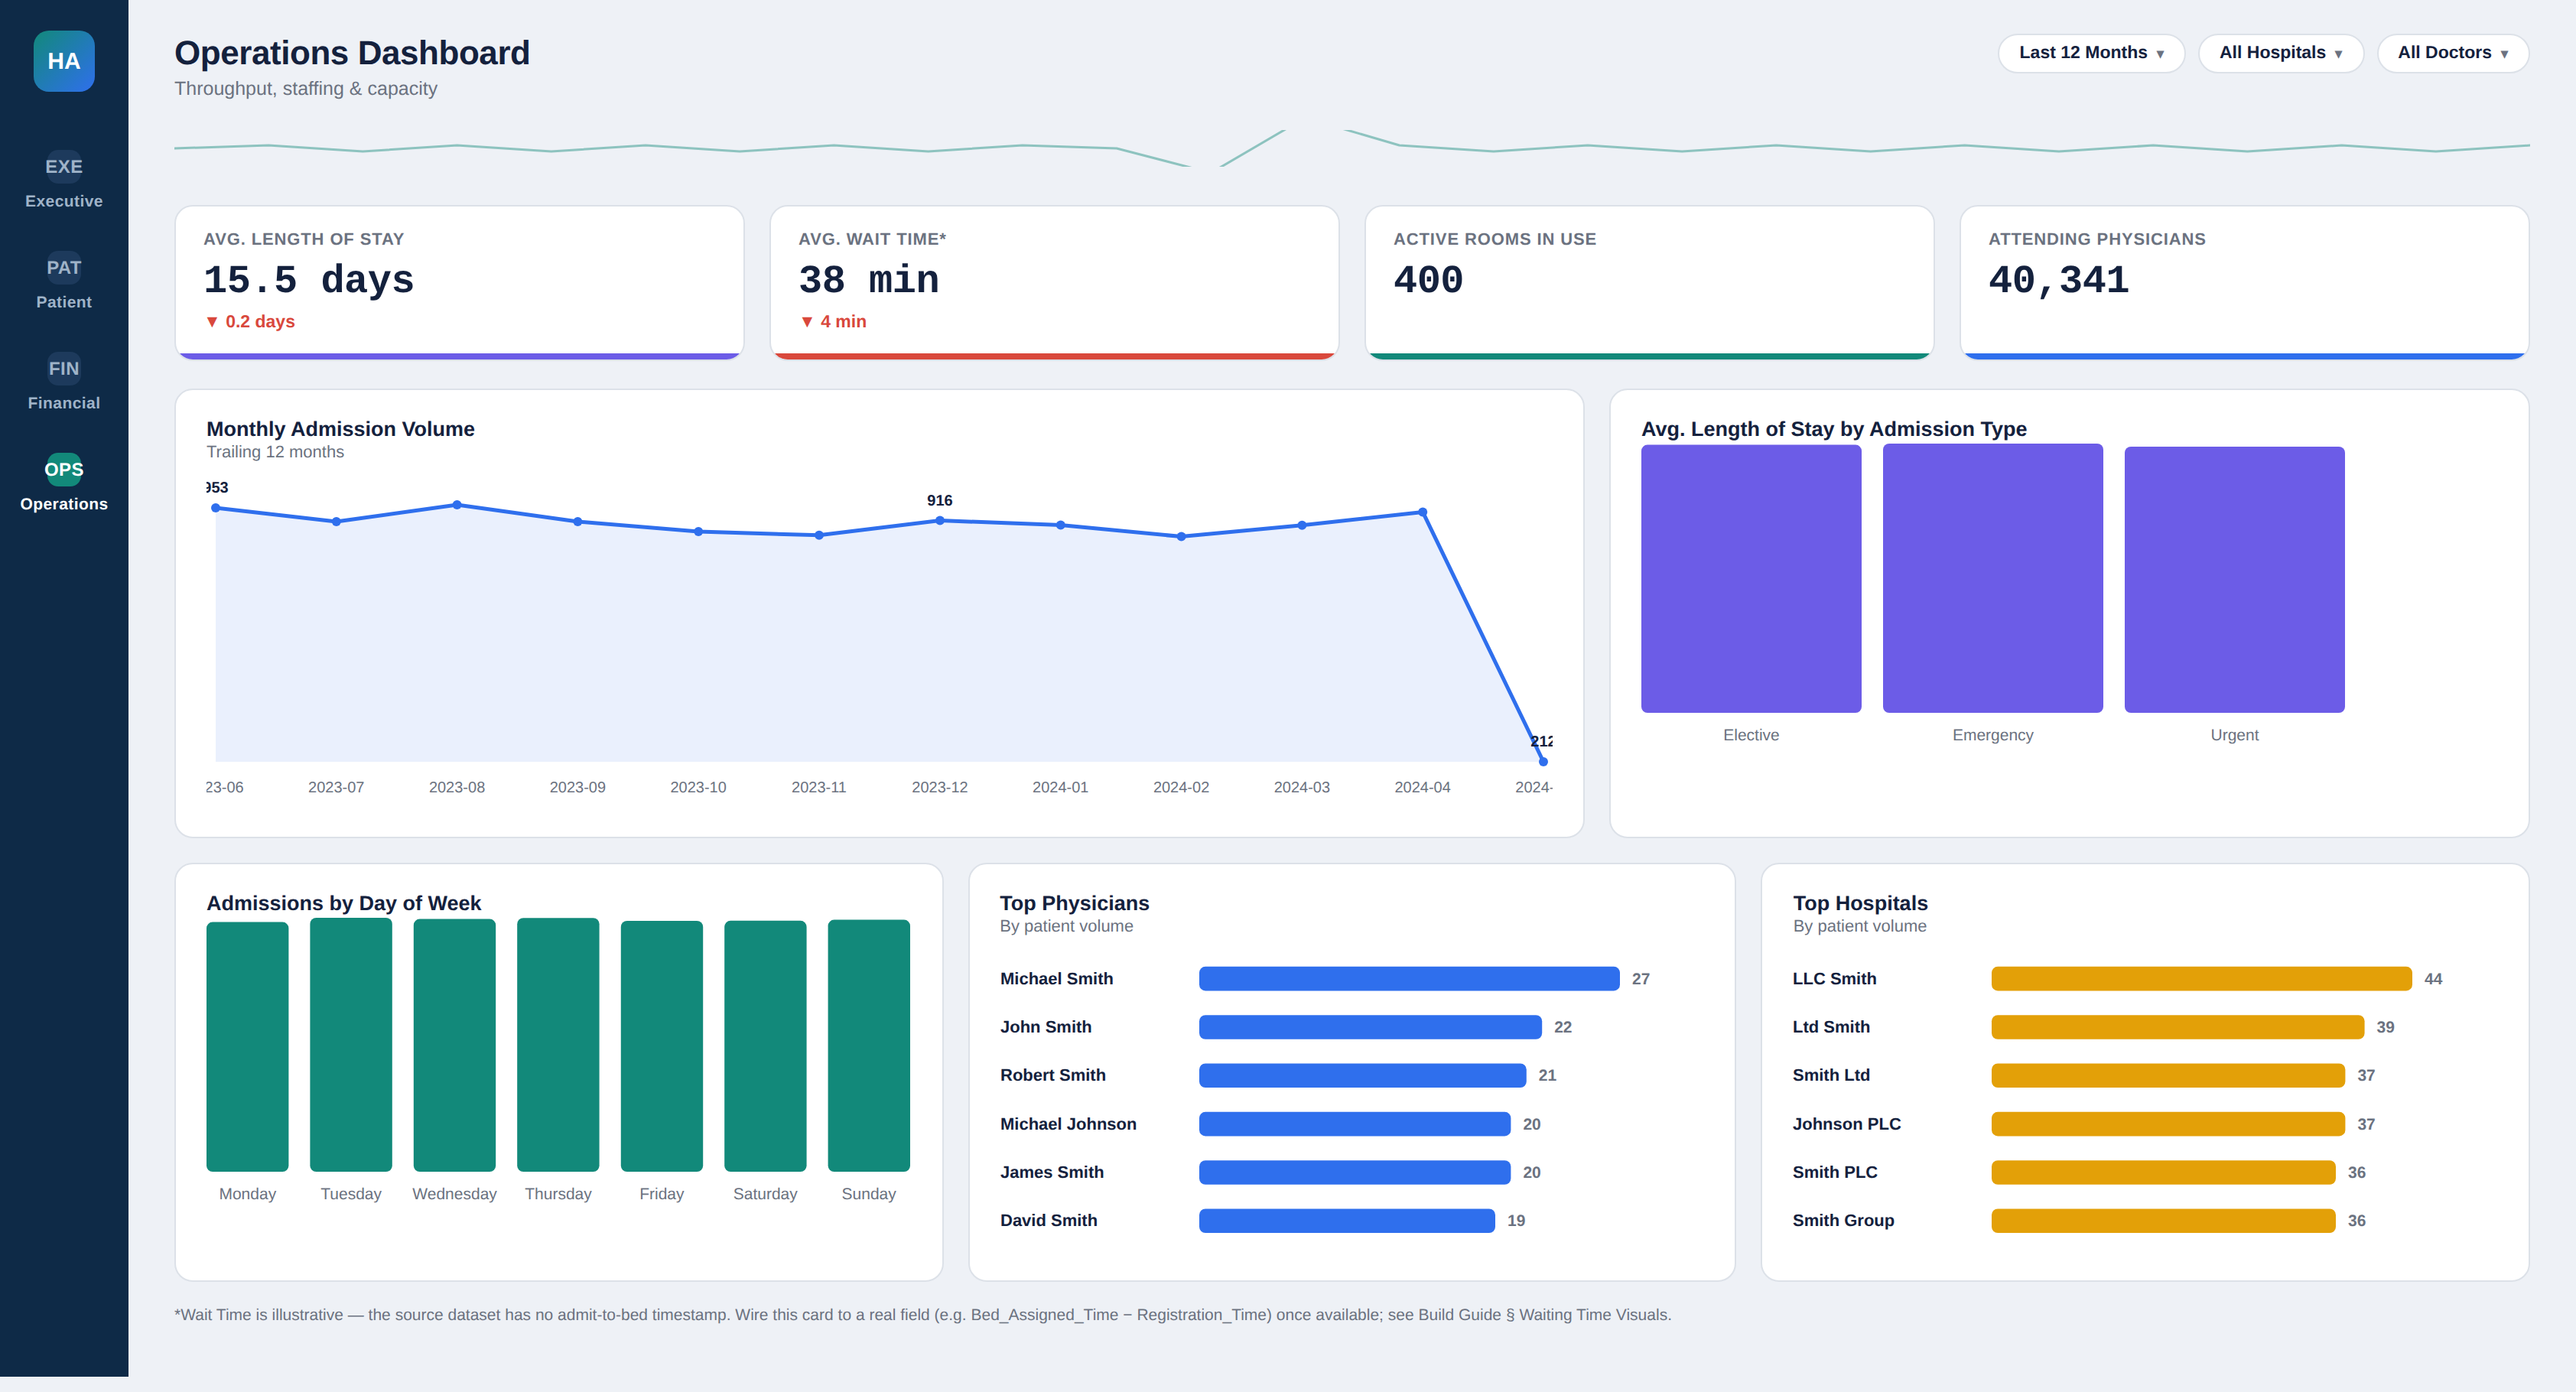 HA
EXE
Executive
PAT
Patient
FIN
Financial
OPS
Operations
Operations Dashboard
Throughput, staffing & capacity
Last 12 Months ▾
All Hospitals ▾
All Doctors ▾
AVG. LENGTH OF STAY
15.5 days
▼ 0.2 days
AVG. WAIT TIME*
38 min
▼ 4 min
ACTIVE ROOMS IN USE
400
ATTENDING PHYSICIANS
40,341
Monthly Admission Volume
Trailing 12 months
953
916
212
23-06 2023-07 2023-08 2023-09 2023-10 2023-11 2023-12 2024-01 2024-02 2024-03 2024-04 2024-
Avg. Length of Stay by Admission Type
Elective Emergency Urgent
Admissions by Day of Week
Monday Tuesday Wednesday Thursday Friday Saturday Sunday
Top Physicians
By patient volume
Michael Smith 27
John Smith 22
Robert Smith 21
Michael Johnson 20
James Smith 20
David Smith 19
Top Hospitals
By patient volume
LLC Smith 44
Ltd Smith 39
Smith Ltd 37
Johnson PLC 37
Smith PLC 36
Smith Group 36
*Wait Time is illustrative — the source dataset has no admit-to-bed timestamp. Wire this card to a real field (e.g. Bed_Assigned_Time − Registration_Time) once available; see Build Guide § Waiting Time Visuals.